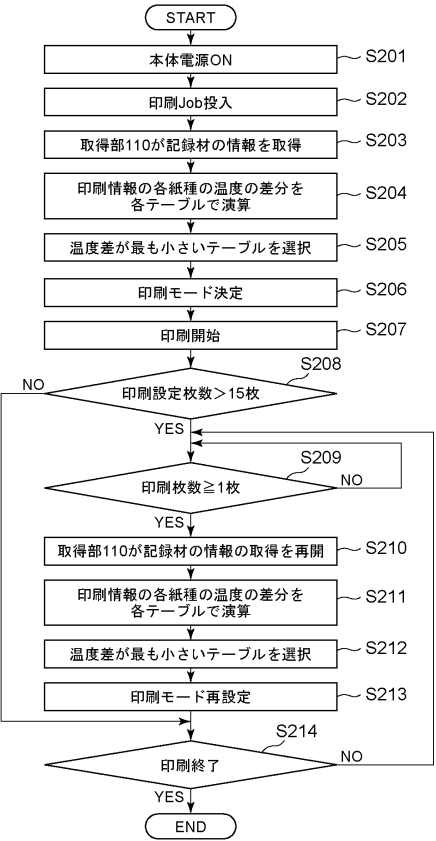 START
本体電源ON
S201
印刷Job投入
S202
取得部110が記録材の情報を取得
S203
印刷情報の各紙種の温度の差分を
各テーブルで演算
S204
温度差が最も小さいテーブルを選択
S205
印刷モード決定
S206
印刷開始
S207
S208
NO
印刷設定枚数＞15枚
YES
S209
印刷枚数≧1枚
NO
YES
取得部110が記録材の情報の取得を再開
S210
印刷情報の各紙種の温度の差分を
各テーブルで演算
S211
温度差が最も小さいテーブルを選択
S212
印刷モード再設定
S213
S214
印刷終了
NO
YES
END